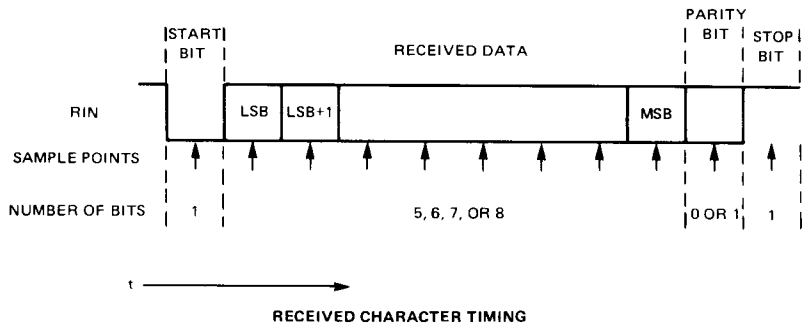 START
BIT
RECEIVED DATA
PARITY
BIT
STOP
BIT
RIN
LSB
LSB+1
MSB
SAMPLE POINTS
NUMBER OF BITS
1
5, 6, 7, OR 8
0 OR 1
1
t
RECEIVED CHARACTER TIMING